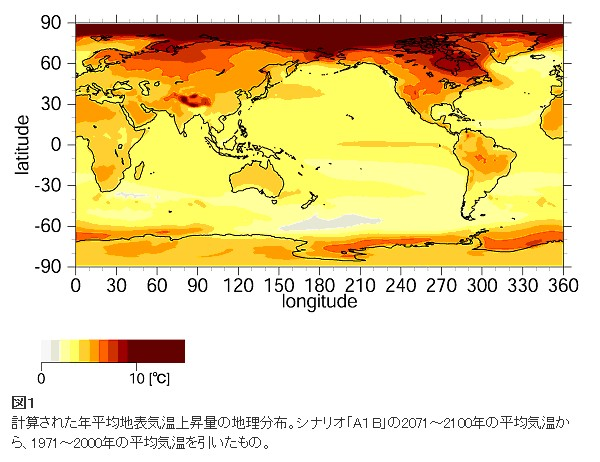 90
60
30
0
-30
-60
-90
latitude
0 30 60 90 120 150 180 210 240 270 300 330 360
longitude
0 10 [℃]
図1
計算された年平均地表気温上昇量の地理分布。シナリオ「A1B」の2071～2100年の平均気温か
ら、1971～2000年の平均気温を引いたもの。